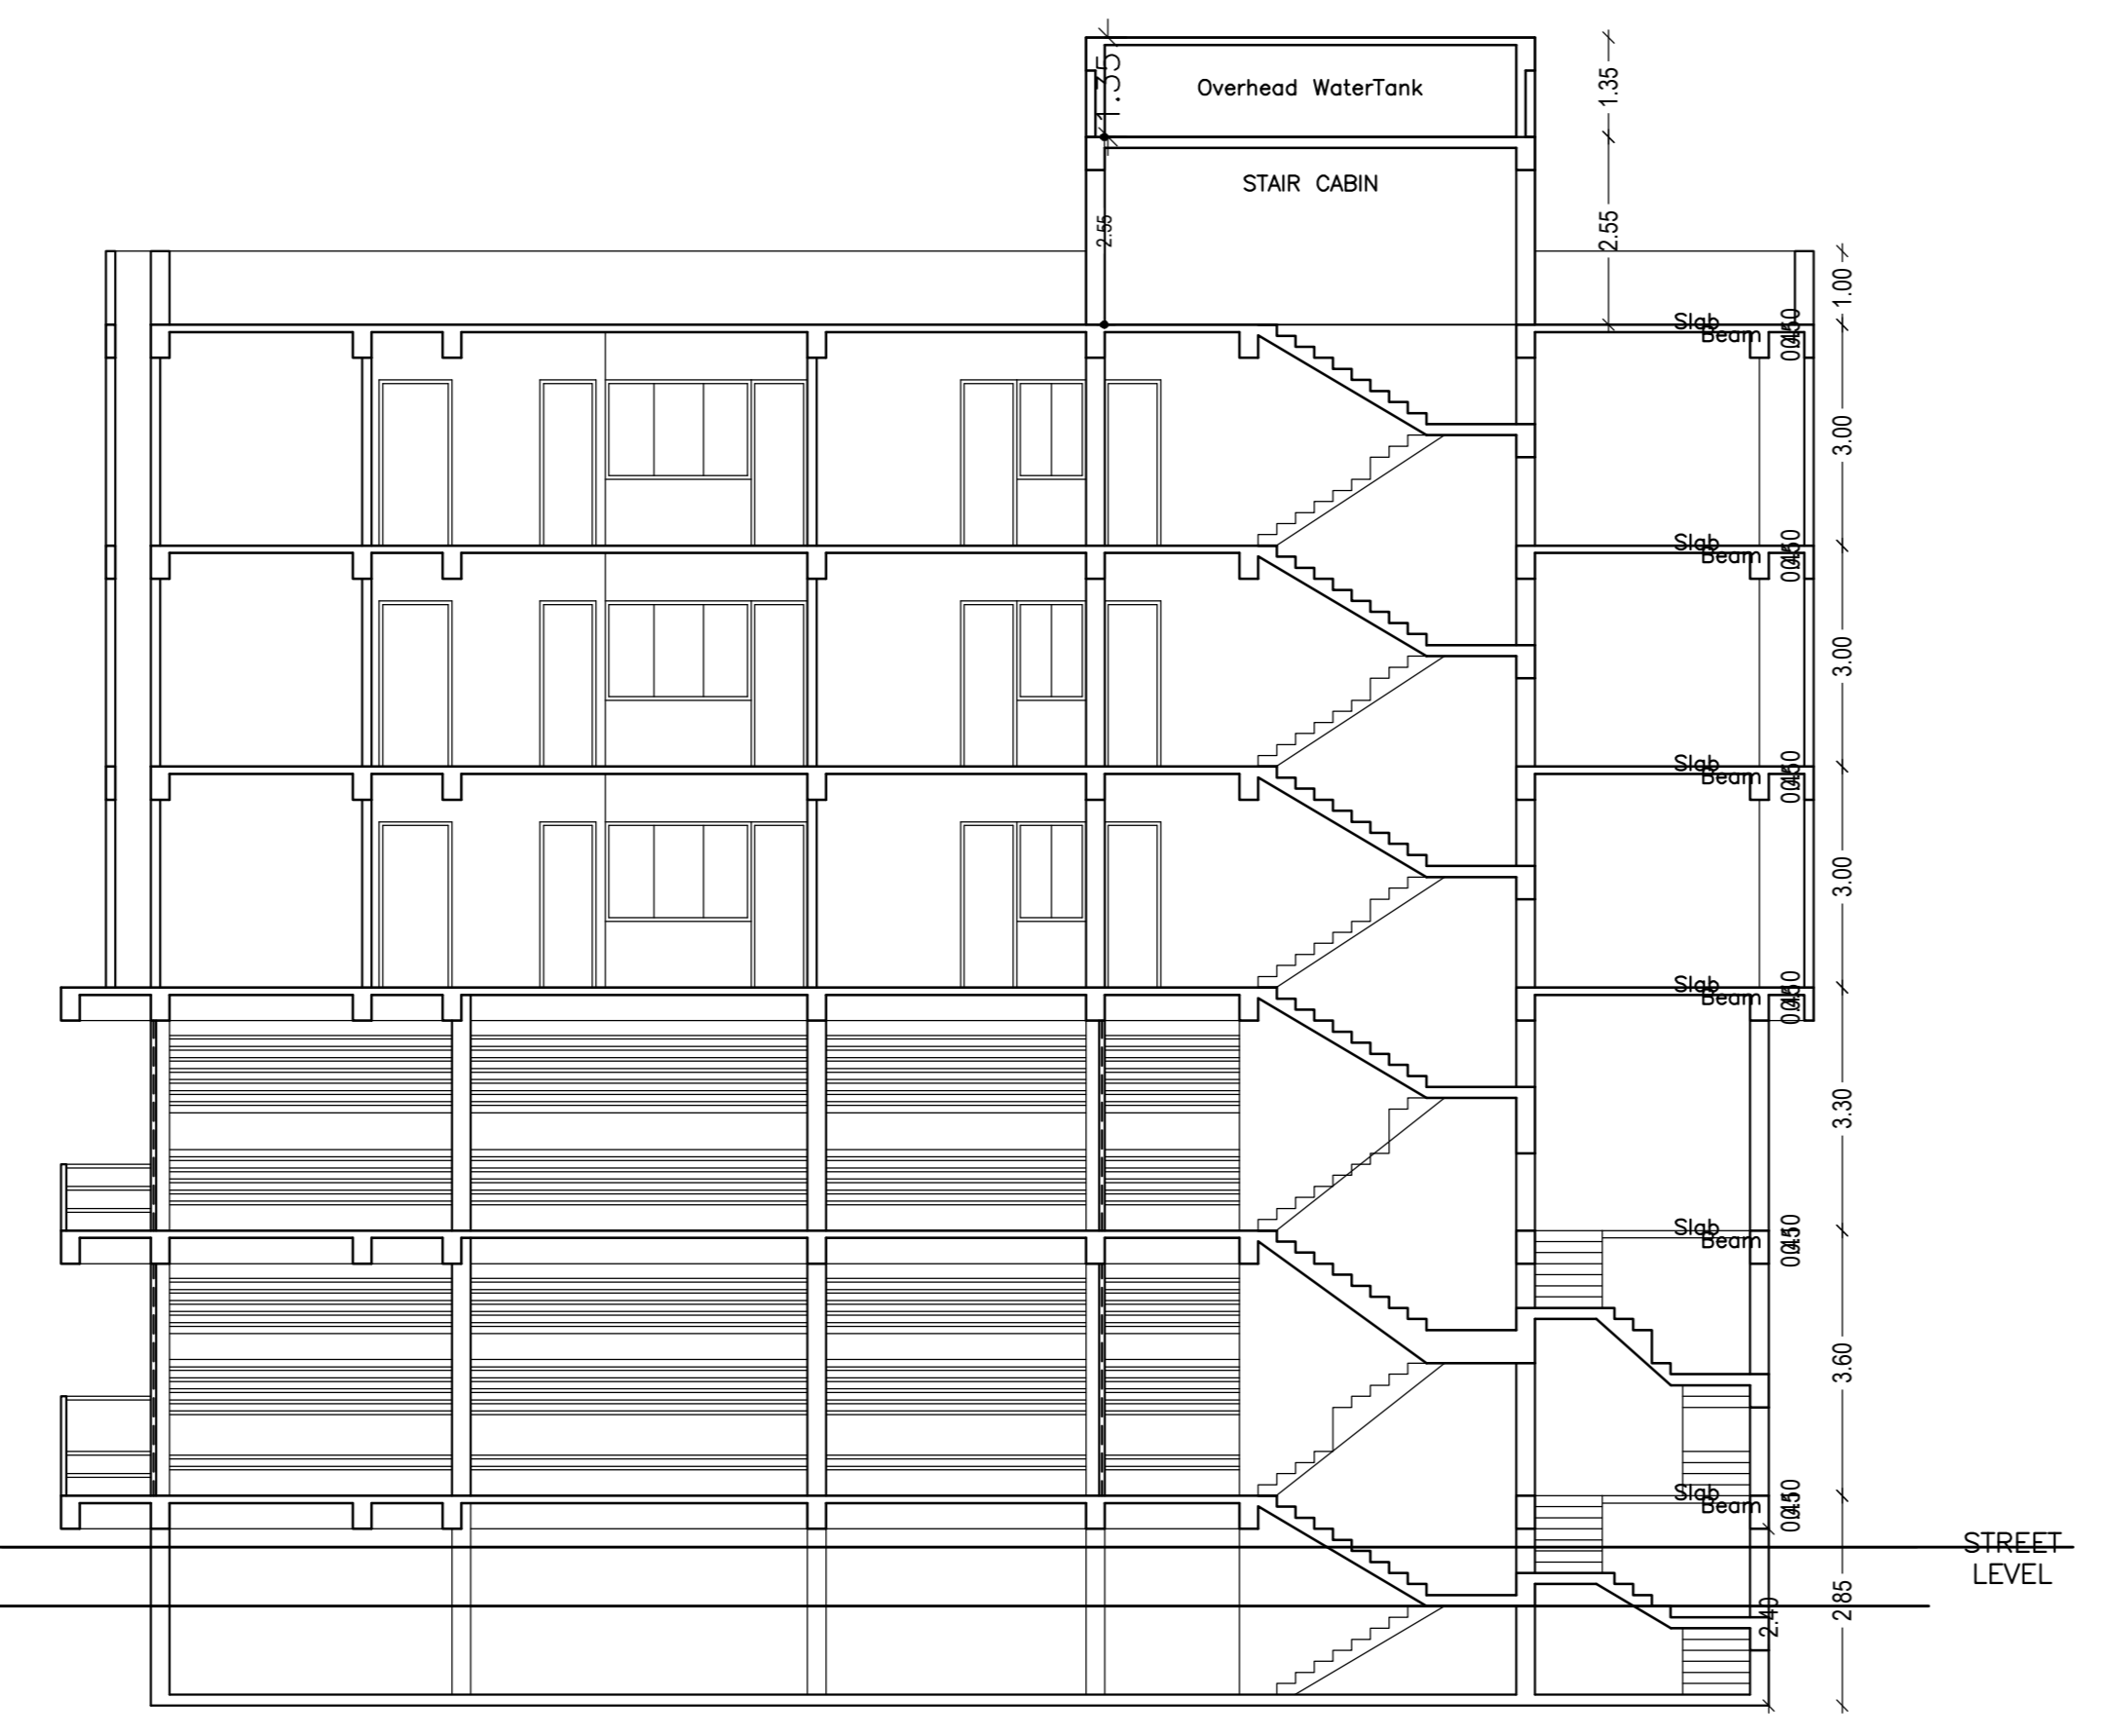 1.35
Overhead WaterTank
1.35
STAIR CABIN
2.55
2.55
1.00
Slab
Beam
3.00
Slab
Beam
3.00
Slab
Beam
3.00
Slab
Beam
3.30
Slab
Beam
3.60
Slab
Beam
STREET
LEVEL
2.85
2.40